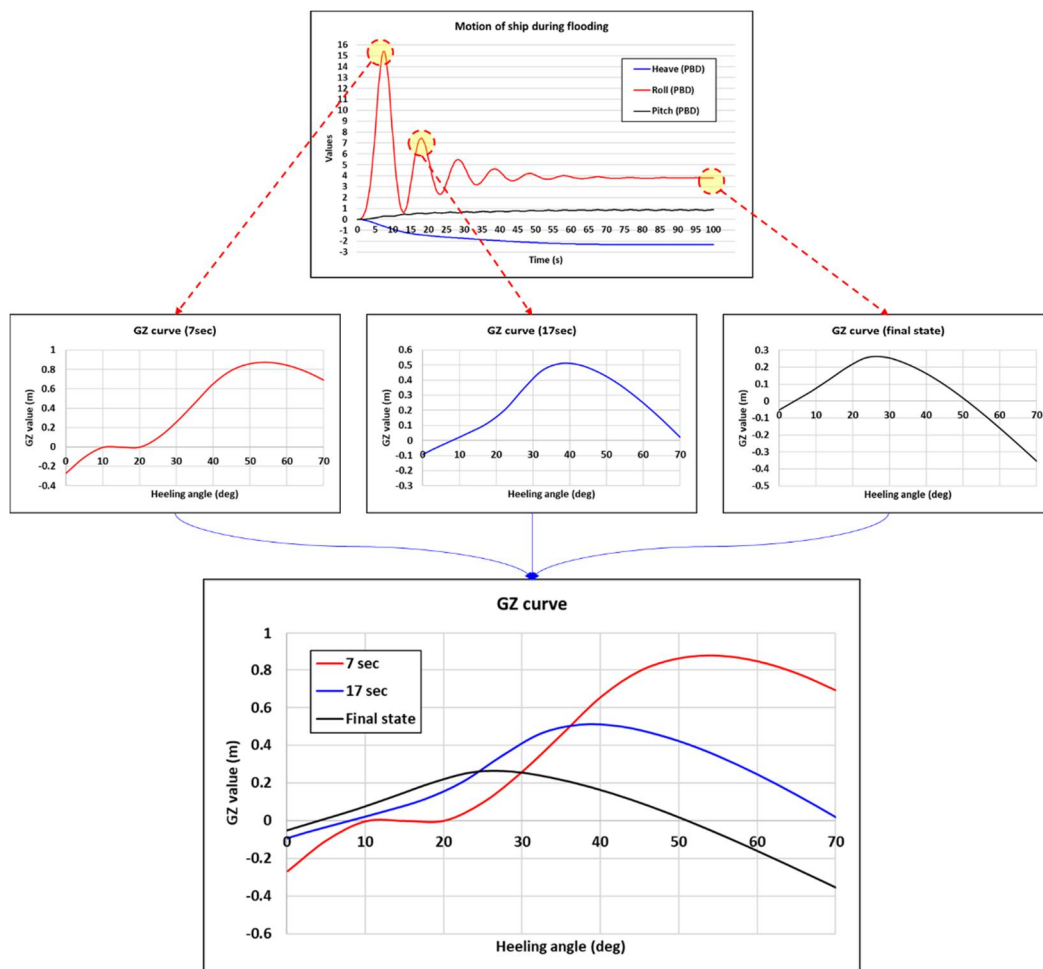 Motion of ship during flooding
16
15
14
13
12
11
10
9
8
7
6
5
4
3
2
1
0
-1
-2
-3
Values
Heave (PBD)
Roll (PBD)
Pitch (PBD)
0 5 10 15 20 25 30 35 40 45 50 55 60 65 70 75 80 85 90 95 100
Time (s)
GZ curve (7sec)
1
0.8
0.6
0.4
0.2
0
-0.2
-0.4
GZ value (m)
0 10 20 30 40 50 60 70
Heeling angle (deg)
GZ curve (17sec)
0.6
0.5
0.4
0.3
0.2
0.1
0
-0.1
-0.2
-0.3
GZ value (m)
0 10 20 30 40 50 60 70
Heeling angle (deg)
GZ curve (final state)
0.3
0.2
0.1
0
-0.1
-0.2
-0.3
-0.4
-0.5
GZ value (m)
0 10 20 30 40 50 60 70
Heeling angle (deg)
GZ curve
1
0.8
0.6
0.4
0.2
0
-0.2
-0.4
-0.6
GZ value (m)
7 sec
17 sec
Final state
0 10 20 30 40 50 60 70
Heeling angle (deg)